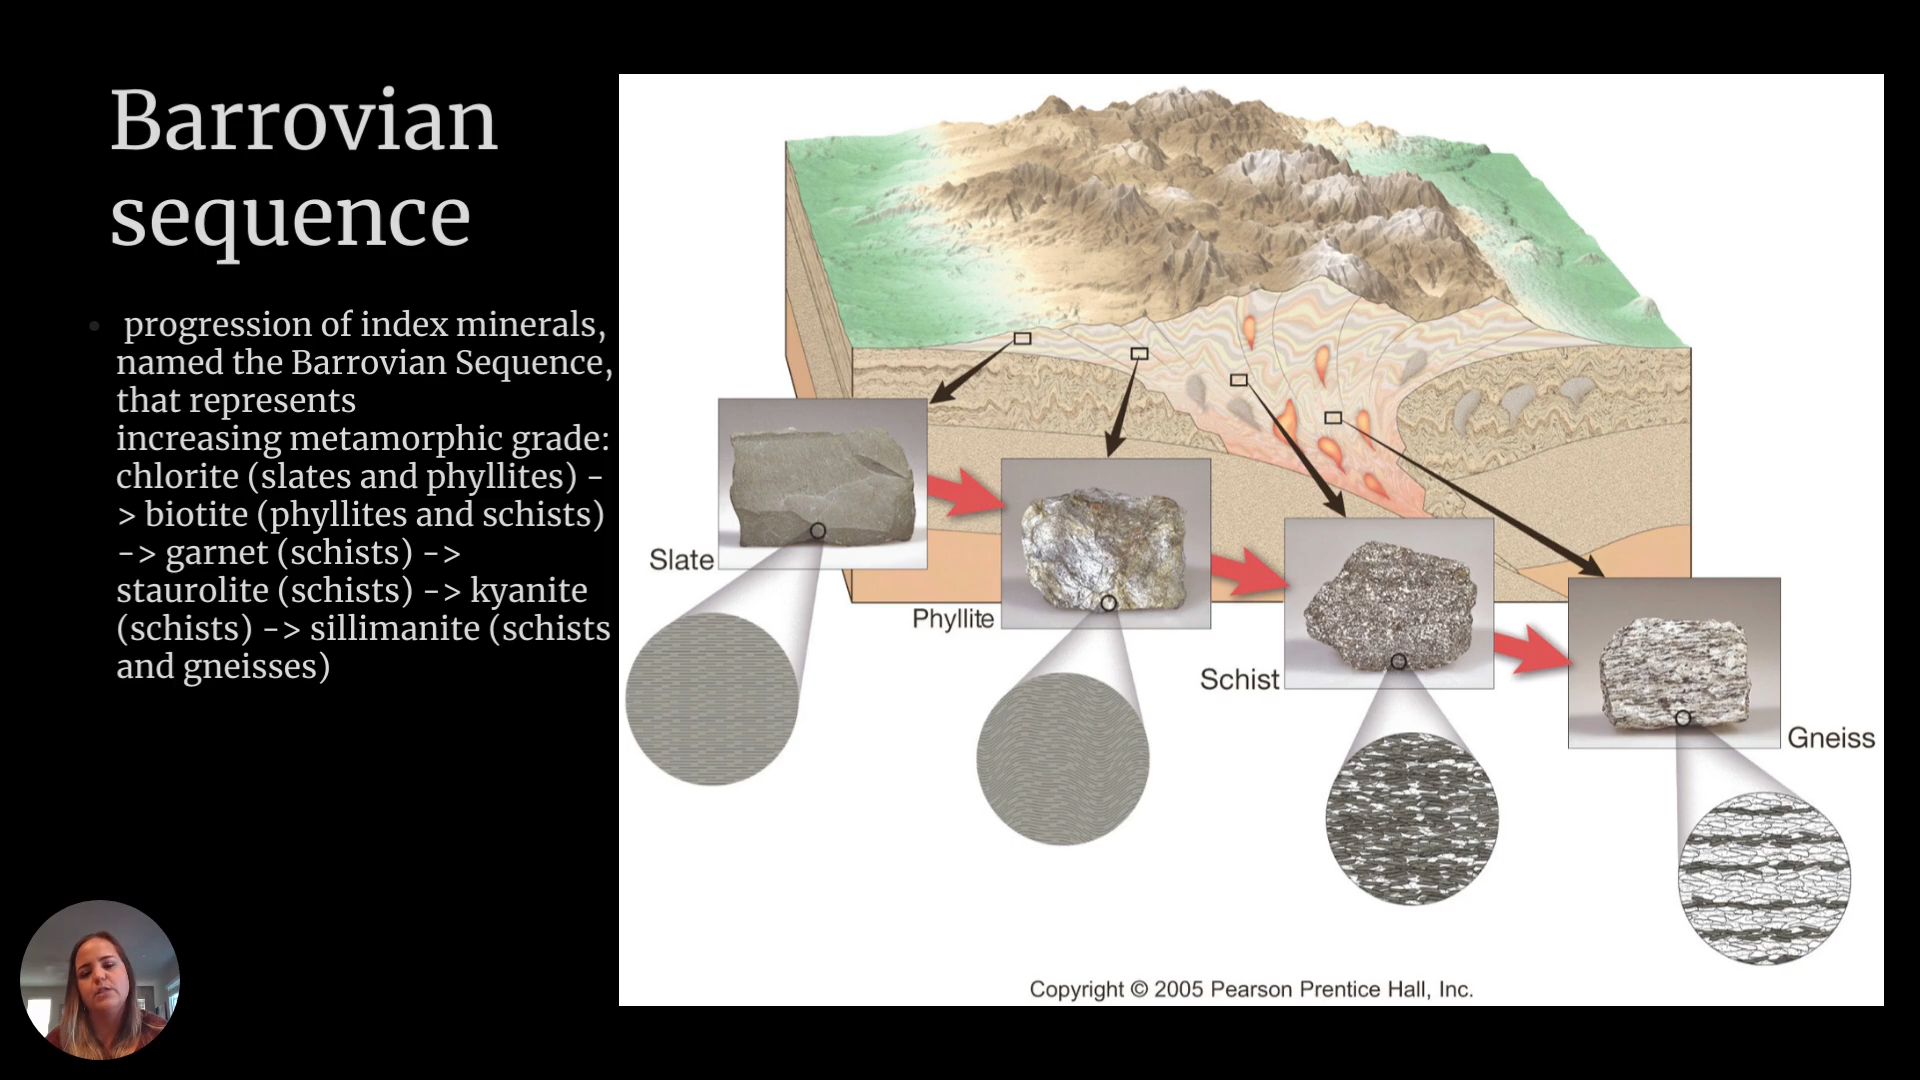 Barrovian
sequence
• progression of index minerals,
named the Barrovian Sequence,
that represents
increasing metamorphic grade:
chlorite (slates and phyllites) -
> biotite (phyllites and schists)
-> garnet (schists) ->
staurolite (schists) -> kyanite
(schists) -> sillimanite (schists
and gneisses)
Slate
Phyllite
Schist
Gneiss
Copyright © 2005 Pearson Prentice Hall, Inc.